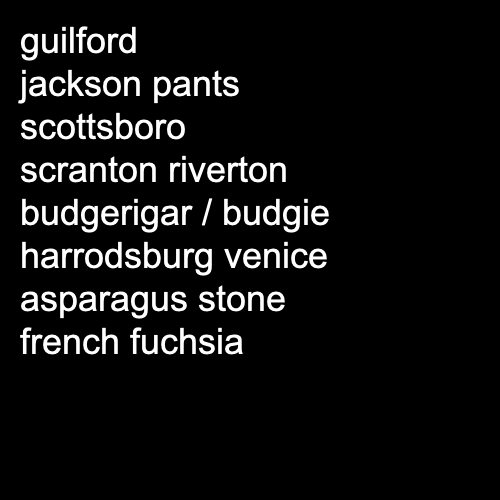 guilford
jackson pants
scottsboro
scranton riverton
budgerigar / budgie
harrodsburg venice
asparagus stone
french fuchsia